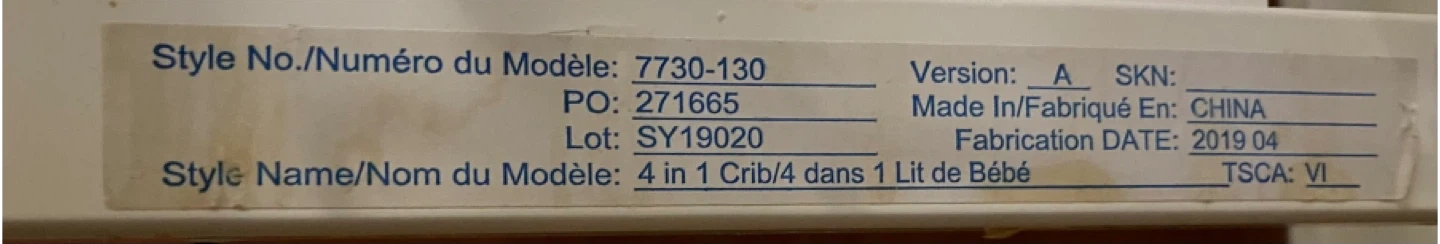 Style No./Numéro du Modèle: 7730-130 Version: A SKN:
PO: 271665 Made In/Fabriqué En: CHINA
Lot: SY19020 Fabrication DATE: 2019 04
Style Name/Nom du Modèle: 4 in 1 Crib/4 dans 1 Lit de Bébé TSCA: VI